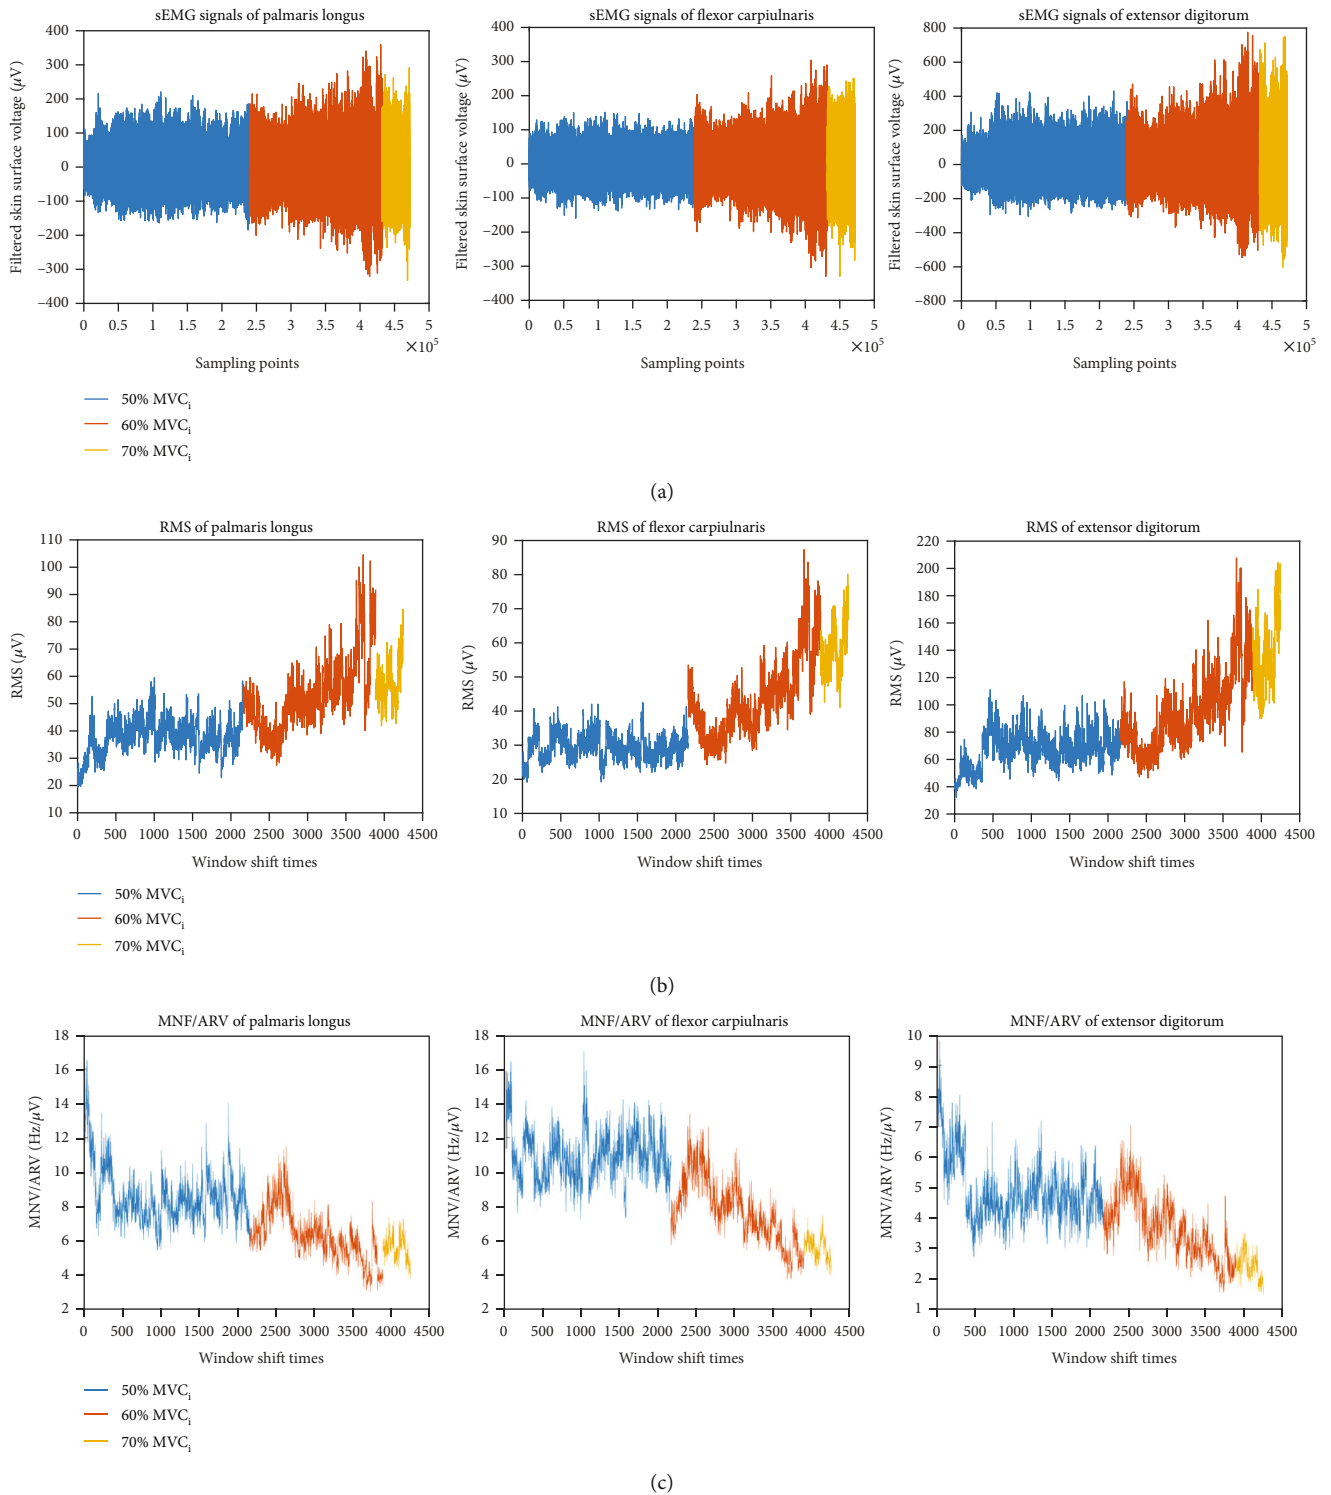 sEMG signals of palmaris longus
400
300
200
100
0
–100
–200
–300
–400
Filtered skin surface voltage (μV)
0 0.5 1 1.5 2 2.5 3 3.5 4 4.5 5
×10⁵
Sampling points
sEMG signals of flexor carpiulnaris
400
300
200
100
0
–100
–200
–300
–400
Filtered skin surface voltage (μV)
0 0.5 1 1.5 2 2.5 3 3.5 4 4.5 5
×10⁵
Sampling points
sEMG signals of extensor digitorum
800
600
400
200
0
–200
–400
–600
–800
Filtered skin surface voltage (μV)
0 0.5 1 1.5 2 2.5 3 3.5 4 4.5 5
×10⁵
Sampling points
50% MVCᵢ
60% MVCᵢ
70% MVCᵢ
(a)
RMS of palmaris longus
110
100
90
80
70
60
50
40
30
20
10
RMS (μV)
0 500 1000 1500 2000 2500 3000 3500 4000 4500
Window shift times
RMS of flexor carpiulnaris
90
80
70
60
50
40
30
20
10
RMS (μV)
0 500 1000 1500 2000 2500 3000 3500 4000 4500
Window shift times
RMS of extensor digitorum
220
200
180
160
140
120
100
80
60
40
20
RMS (μV)
0 500 1000 1500 2000 2500 3000 3500 4000 4500
Window shift times
50% MVCᵢ
60% MVCᵢ
70% MVCᵢ
(b)
MNF/ARV of palmaris longus
18
16
14
12
10
8
6
4
2
MNV/ARV (Hz/μV)
0 500 1000 1500 2000 2500 3000 3500 4000 4500
Window shift times
MNF/ARV of flexor carpiulnaris
18
16
14
12
10
8
6
4
2
MNV/ARV (Hz/μV)
0 500 1000 1500 2000 2500 3000 3500 4000 4500
Window shift times
MNF/ARV of extensor digitorum
10
9
8
7
6
5
4
3
2
1
MNV/ARV (Hz/μV)
0 500 1000 1500 2000 2500 3000 3500 4000 4500
Window shift times
50% MVCᵢ
60% MVCᵢ
70% MVCᵢ
(c)